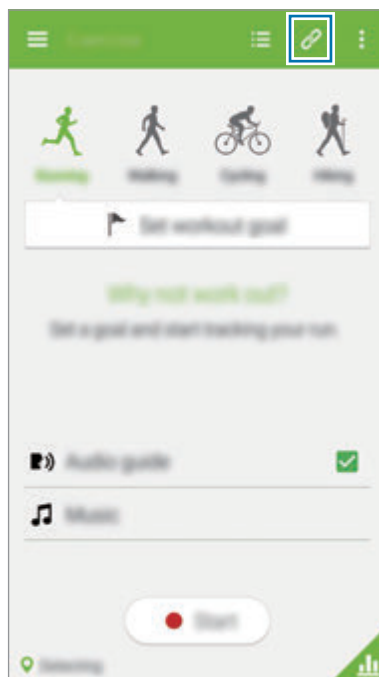 Running
Walking
Cycling
Hiking
Set workout goal
Why not work out?
Set a goal and start tracking your run.
Audio guide
Music
Start